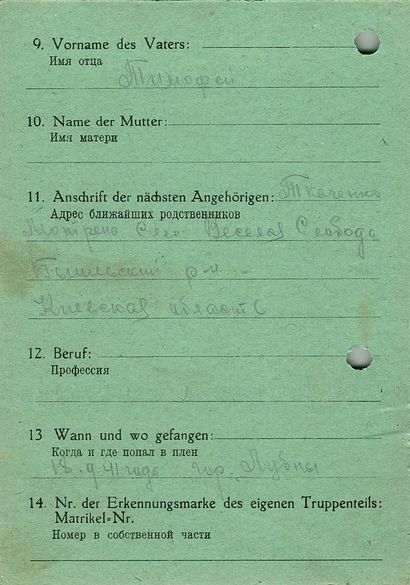 9. Vorname des Vaters:
Имя отца
Тимофей
10. Name der Mutter:
Имя матери
11. Anschrift der nächsten Angehörigen: Ткаченко
Адрес ближайших родственников
Село Веселая Слобода
р-н
Киевская область
12. Beruf:
Профессия
13 Wann und wo gefangen:
Когда и где попал в плен
18.9.41 года гор. Лубны
14. Nr. der Erkennungsmarke des eigenen Truppenteils:
Matrikel=Nr.
Номер в собственной части